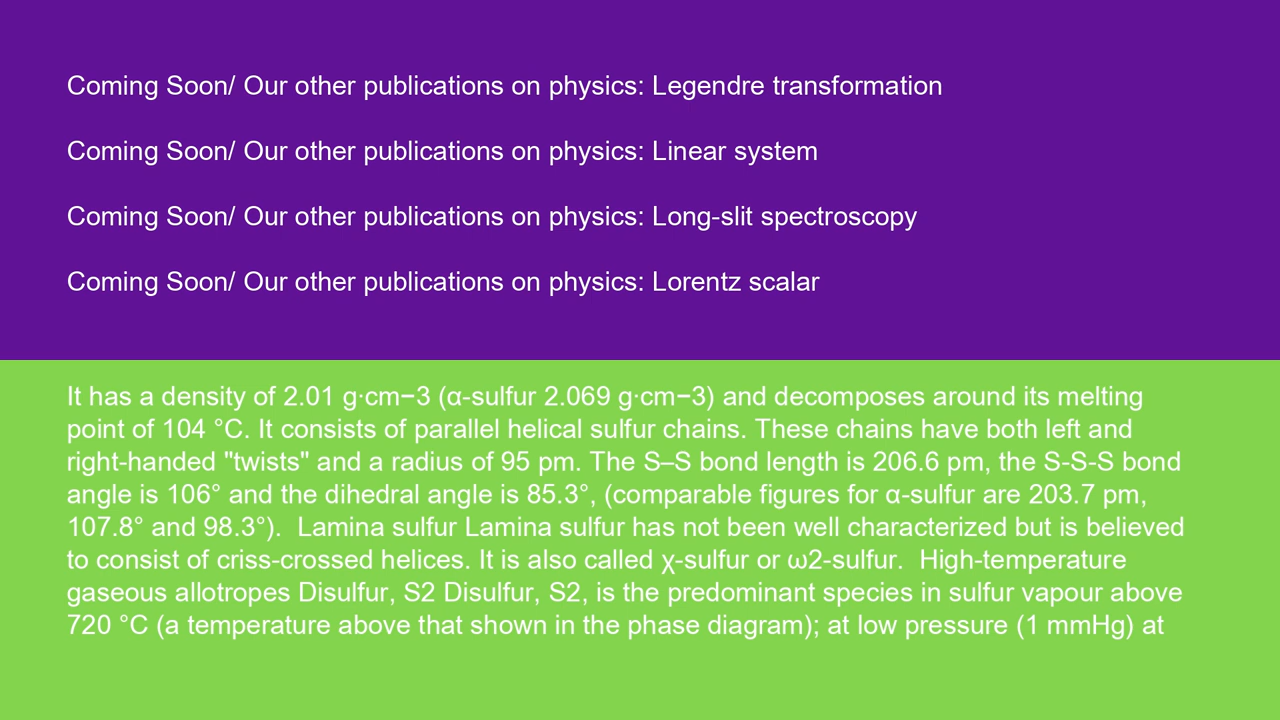 Coming Soon/ Our other publications on physics: Legendre transformation
Coming Soon/ Our other publications on physics: Linear system
Coming Soon/ Our other publications on physics: Long-slit spectroscopy
Coming Soon/ Our other publications on physics: Lorentz scalar
It has a density of 2.01 g·cm−3 (α-sulfur 2.069 g·cm−3) and decomposes around its melting
point of 104 °C. It consists of parallel helical sulfur chains. These chains have both left and
right-handed "twists" and a radius of 95 pm. The S–S bond length is 206.6 pm, the S-S-S bond
angle is 106° and the dihedral angle is 85.3°, (comparable figures for α-sulfur are 203.7 pm,
107.8° and 98.3°).  Lamina sulfur Lamina sulfur has not been well characterized but is believed
to consist of criss-crossed helices. It is also called χ-sulfur or ω2-sulfur.  High-temperature
gaseous allotropes Disulfur, S2 Disulfur, S2, is the predominant species in sulfur vapour above
720 °C (a temperature above that shown in the phase diagram); at low pressure (1 mmHg) at